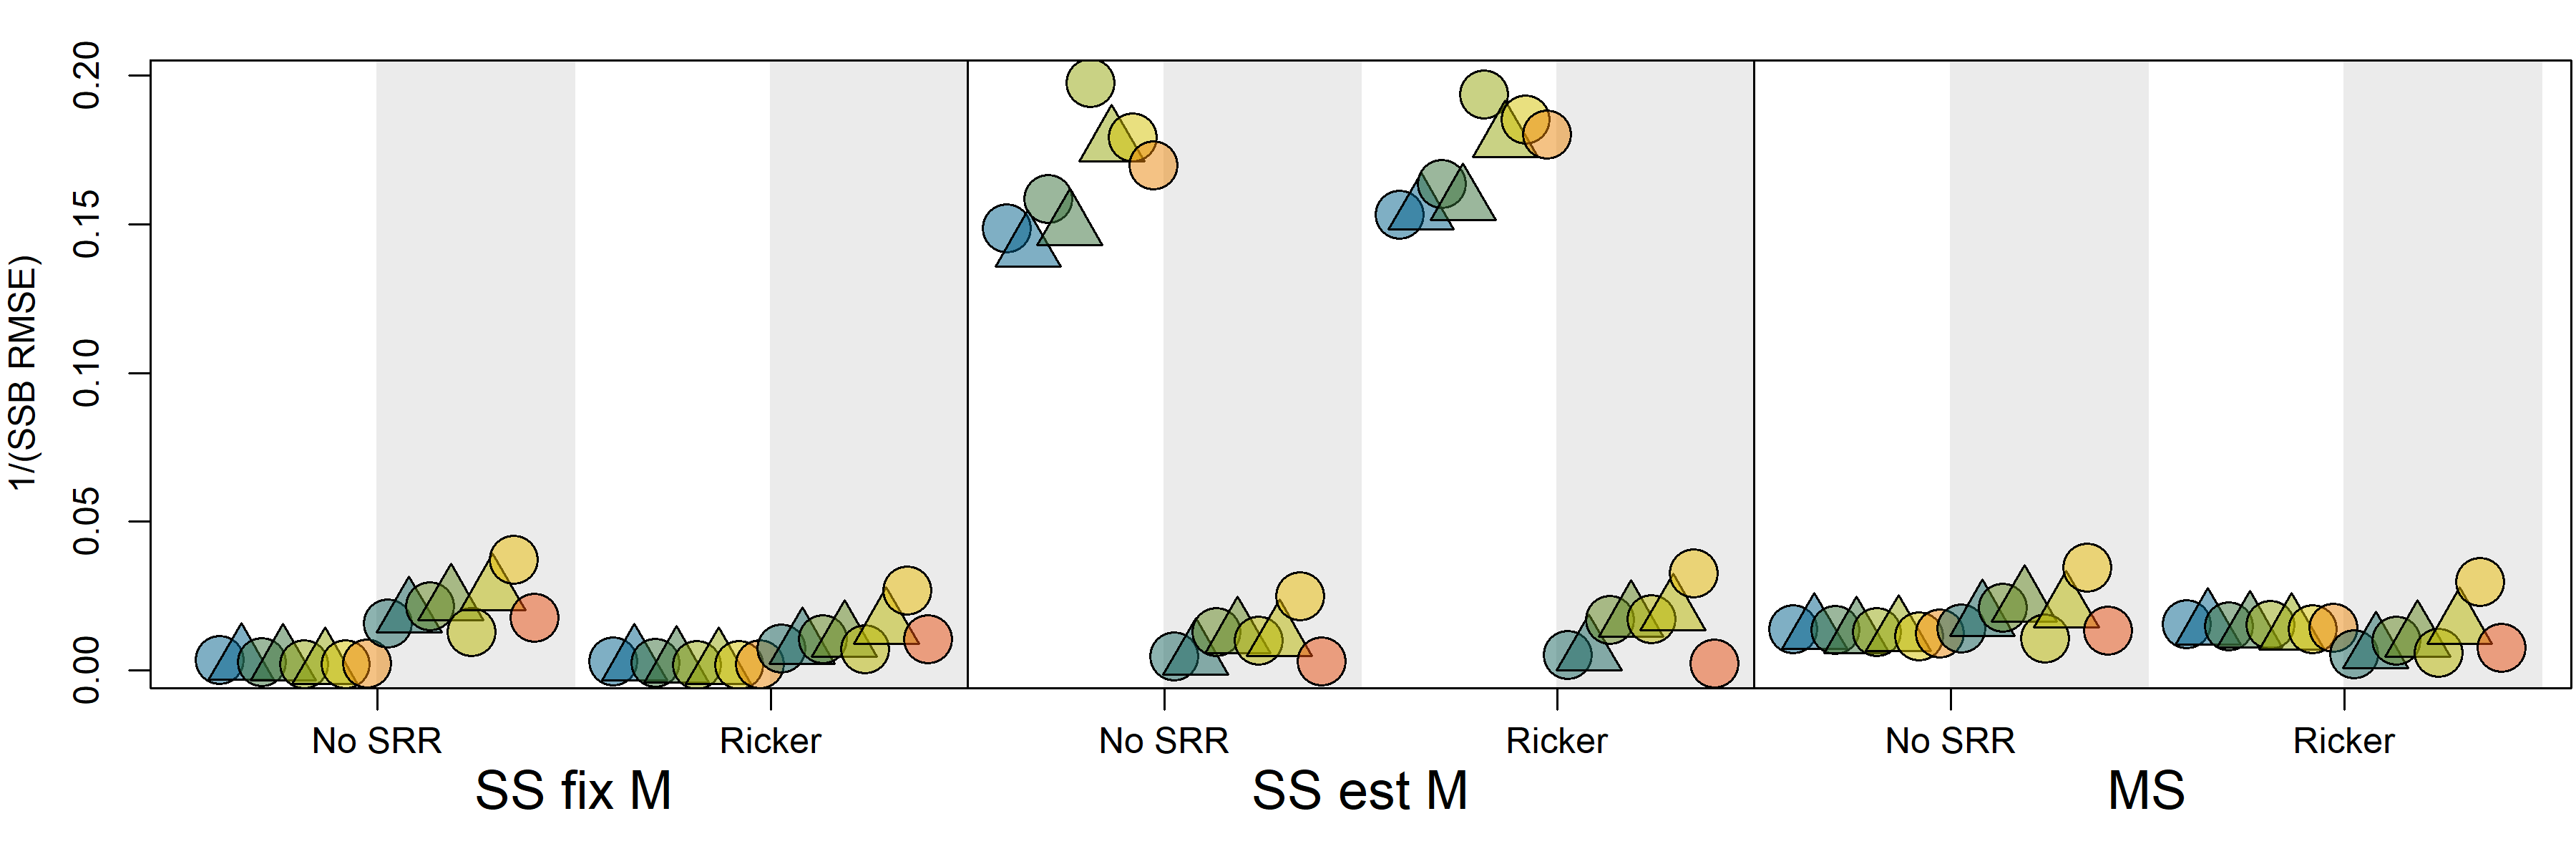 1/(SSB RMSE)
0.20
0.15
0.10
0.05
0.00
No SRR Ricker No SRR Ricker No SRR Ricker
SS fix M SS est M MS